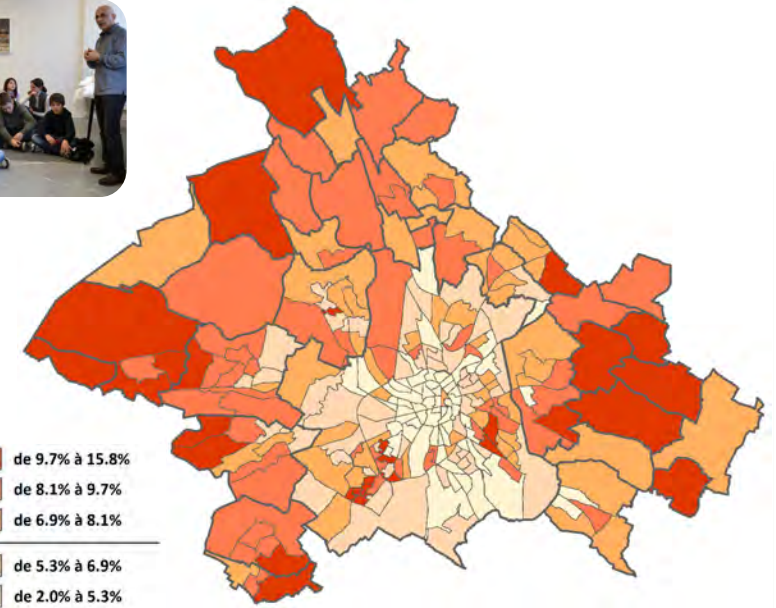 de 9.7% à 15.8%
de 8.1% à 9.7%
de 6.9% à 8.1%
de 5.3% à 6.9%
de 2.0% à 5.3%